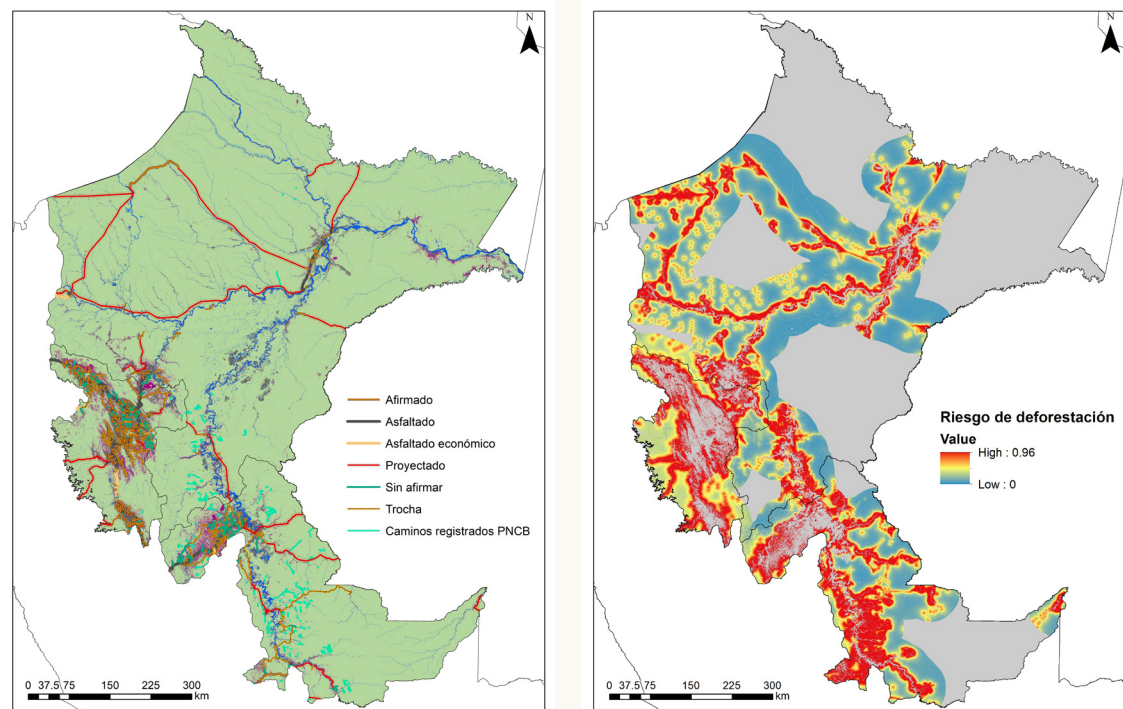 N
Afirmado
Asfaltado
Asfaltado económico
Proyectado
Sin afirmar
Trocha
Caminos registrados PNCB
0 37.5 75 150 225 300
km
N
Riesgo de deforestación
Value
High : 0.96
Low : 0
0 37.5 75 150 225 300
km